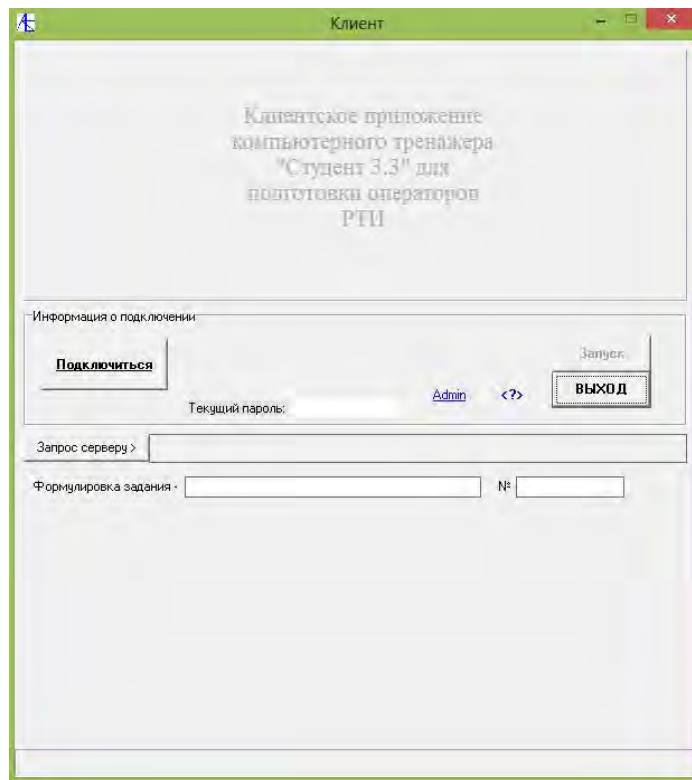 Клиент
Клиентское приложение
компьютерного тренажера
"Студент 3.3" для
подготовки операторов
РТИ
Информация о подключении
Подключиться
Запуск
Текущий пароль:
Admin
<?>
ВЫХОД
Запрос серверу >
Формулировка задания -
№